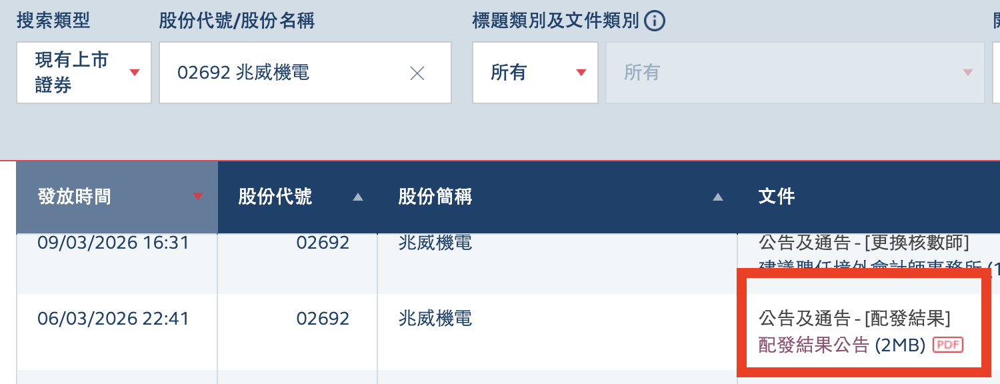 搜索類型
股份代號/股份名稱
標題類別及文件類別
現有上市
證券
02692 兆威機電
所有
所有
發放時間
股份代號
股份簡稱
文件
09/03/2026 16:31
02692
兆威機電
公告及通告 - [更換核數師]
建議聘任境外會計師事務所 (1
06/03/2026 22:41
02692
兆威機電
公告及通告 - [配發結果]
配發結果公告 (2MB) PDF